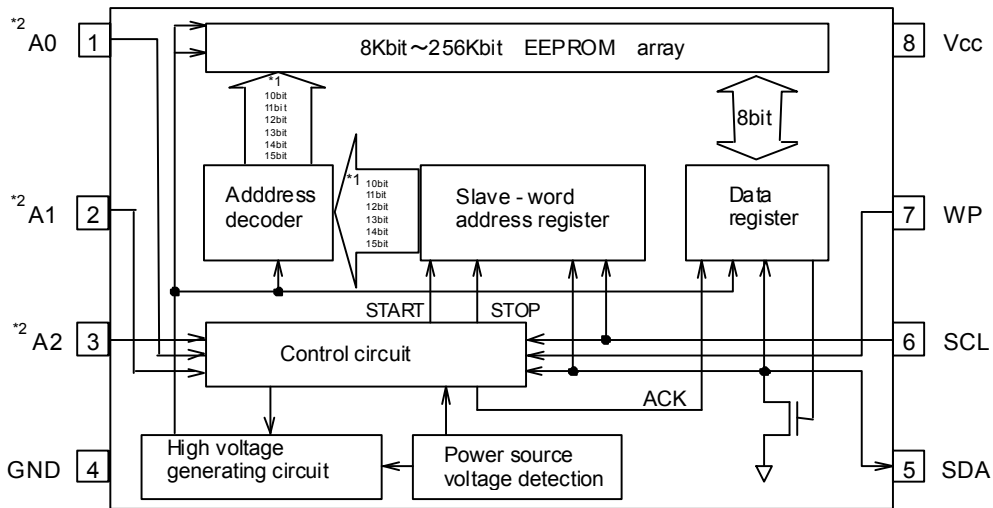 *2 A0 1
8Kbit～256Kbit EEPROM array
8 Vcc
*1
10bit
11bit
12bit
13bit
14bit
15bit
8bit
*2 A1 2
Adddress
decoder
*1
10bit
11bit
12bit
13bit
14bit
15bit
Slave - word
address register
Data
register
7 WP
START STOP
*2 A2 3
Control circuit
6 SCL
ACK
GND 4
High voltage
generating circuit
Power source
voltage detection
5 SDA